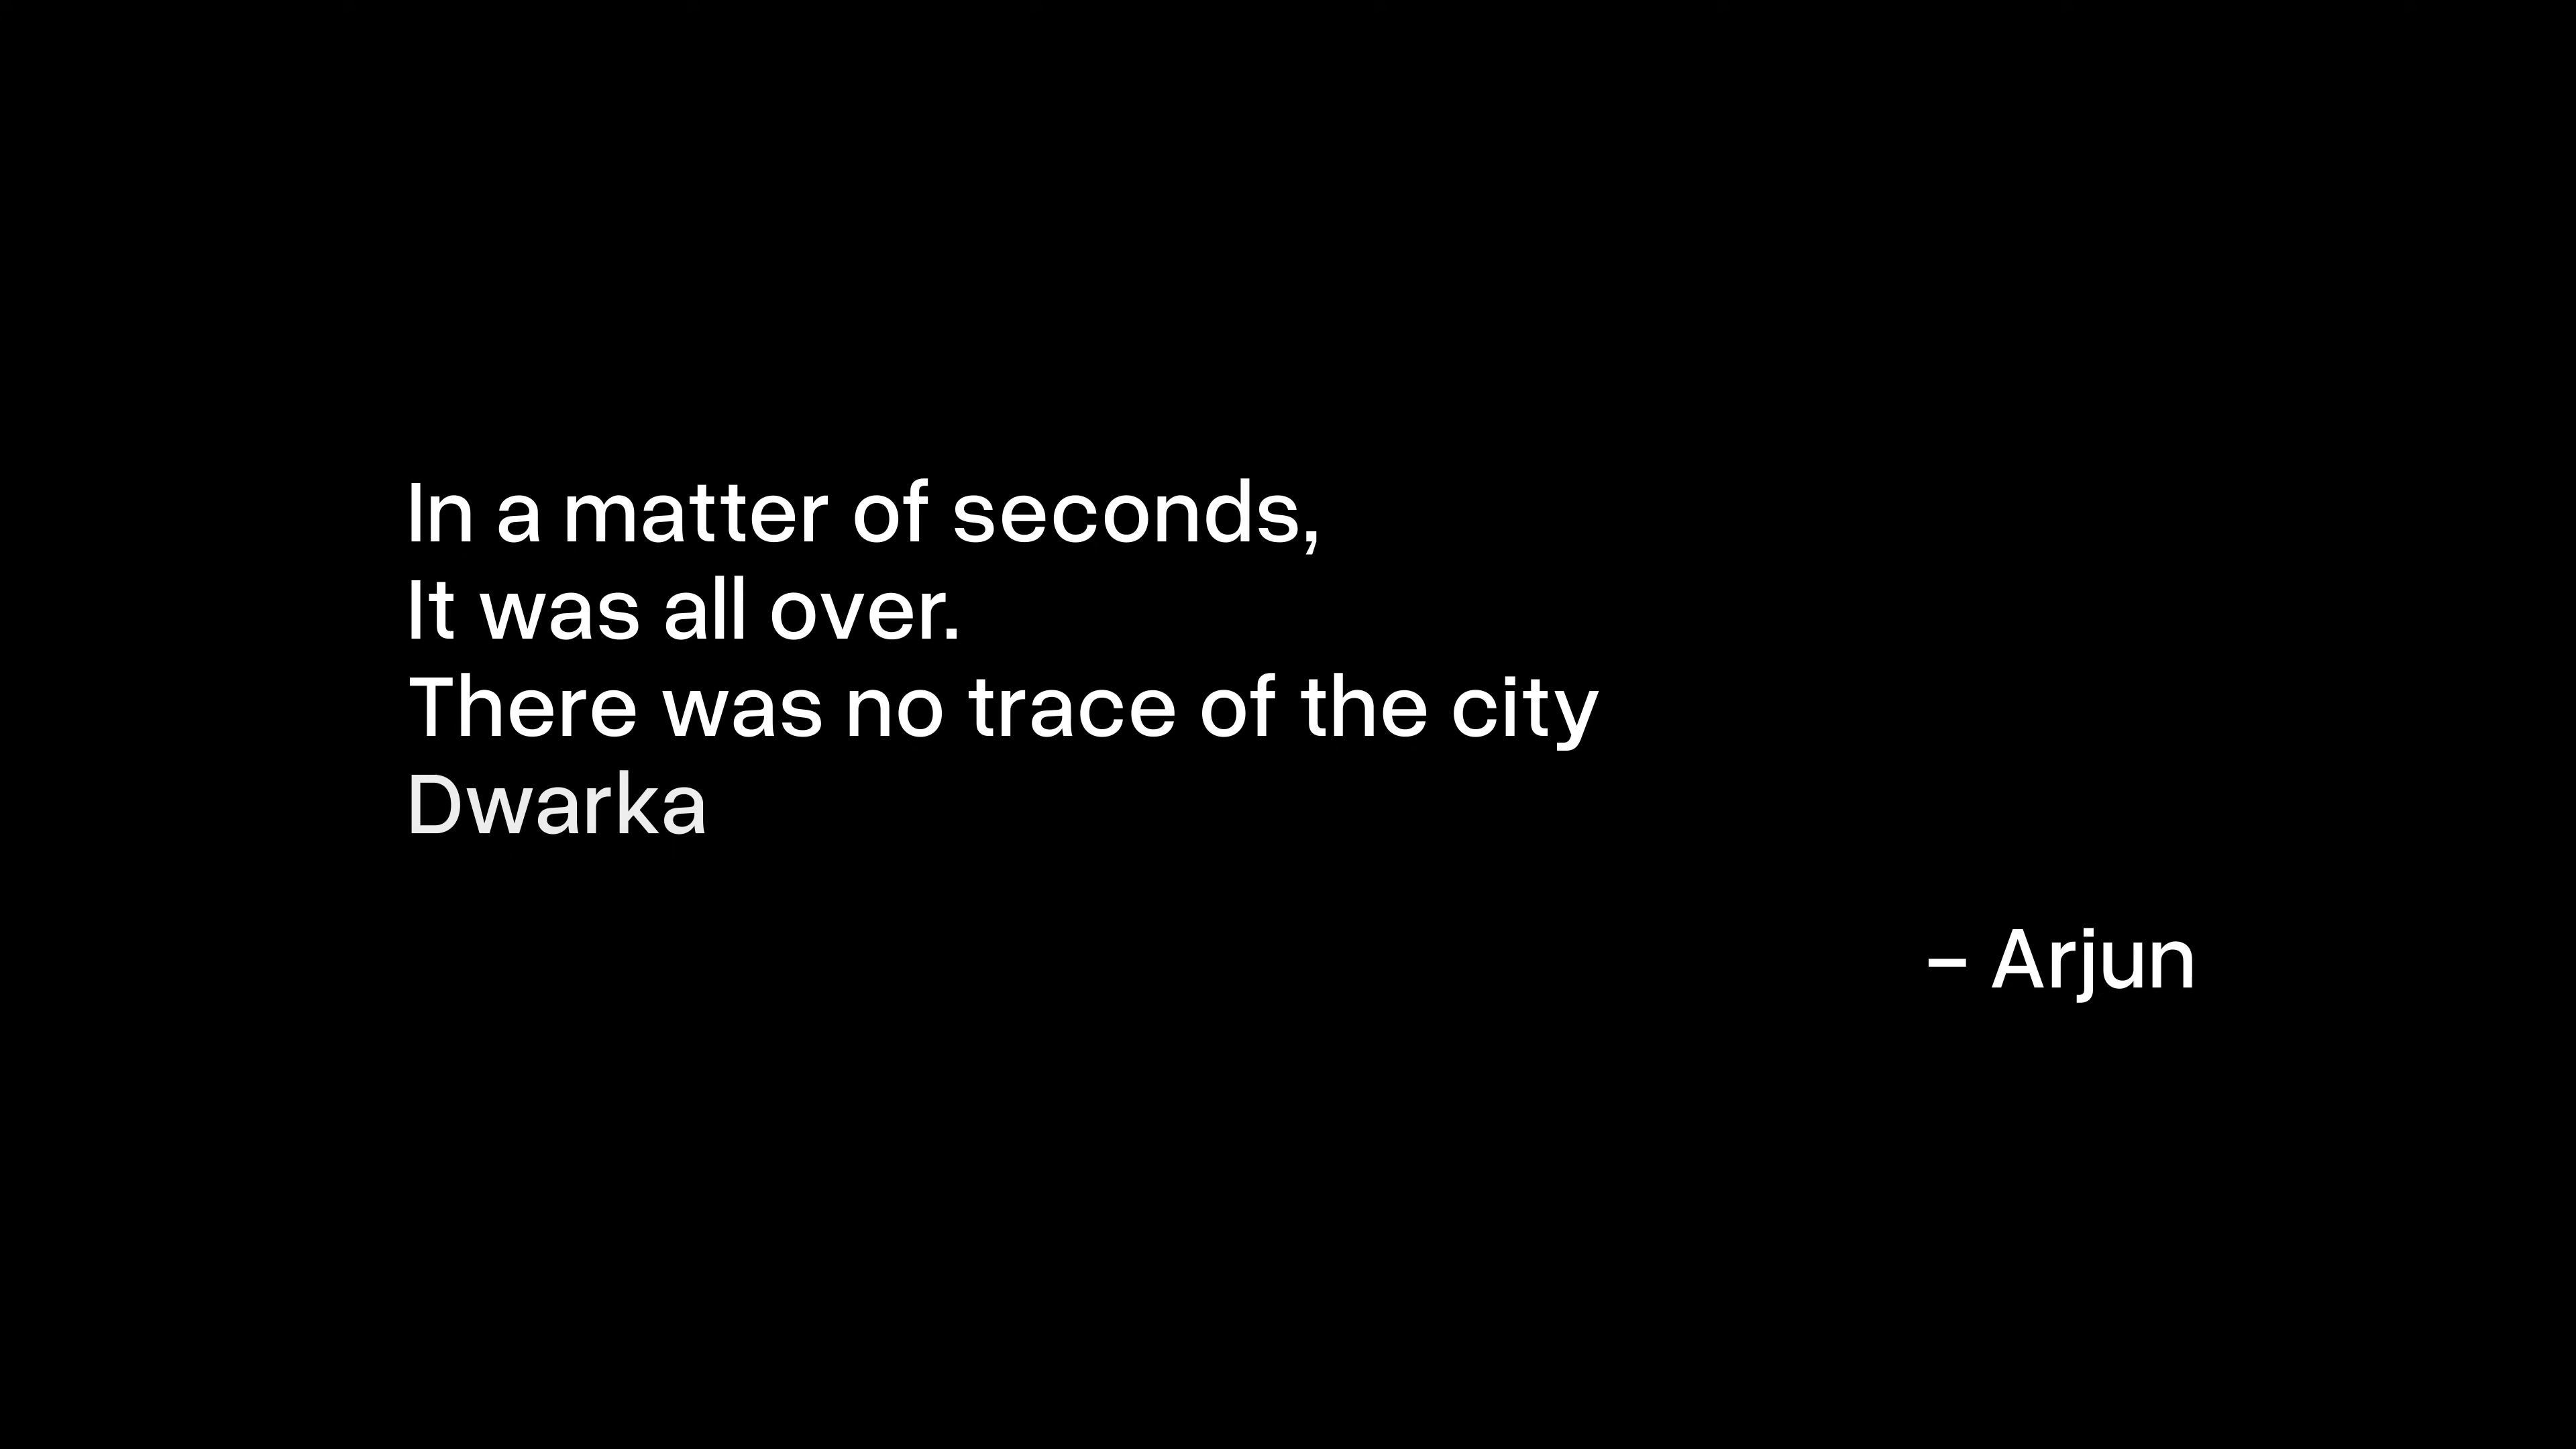 In a matter of seconds,
It was all over.
There was no trace of the city
Dwarka
– Arjun